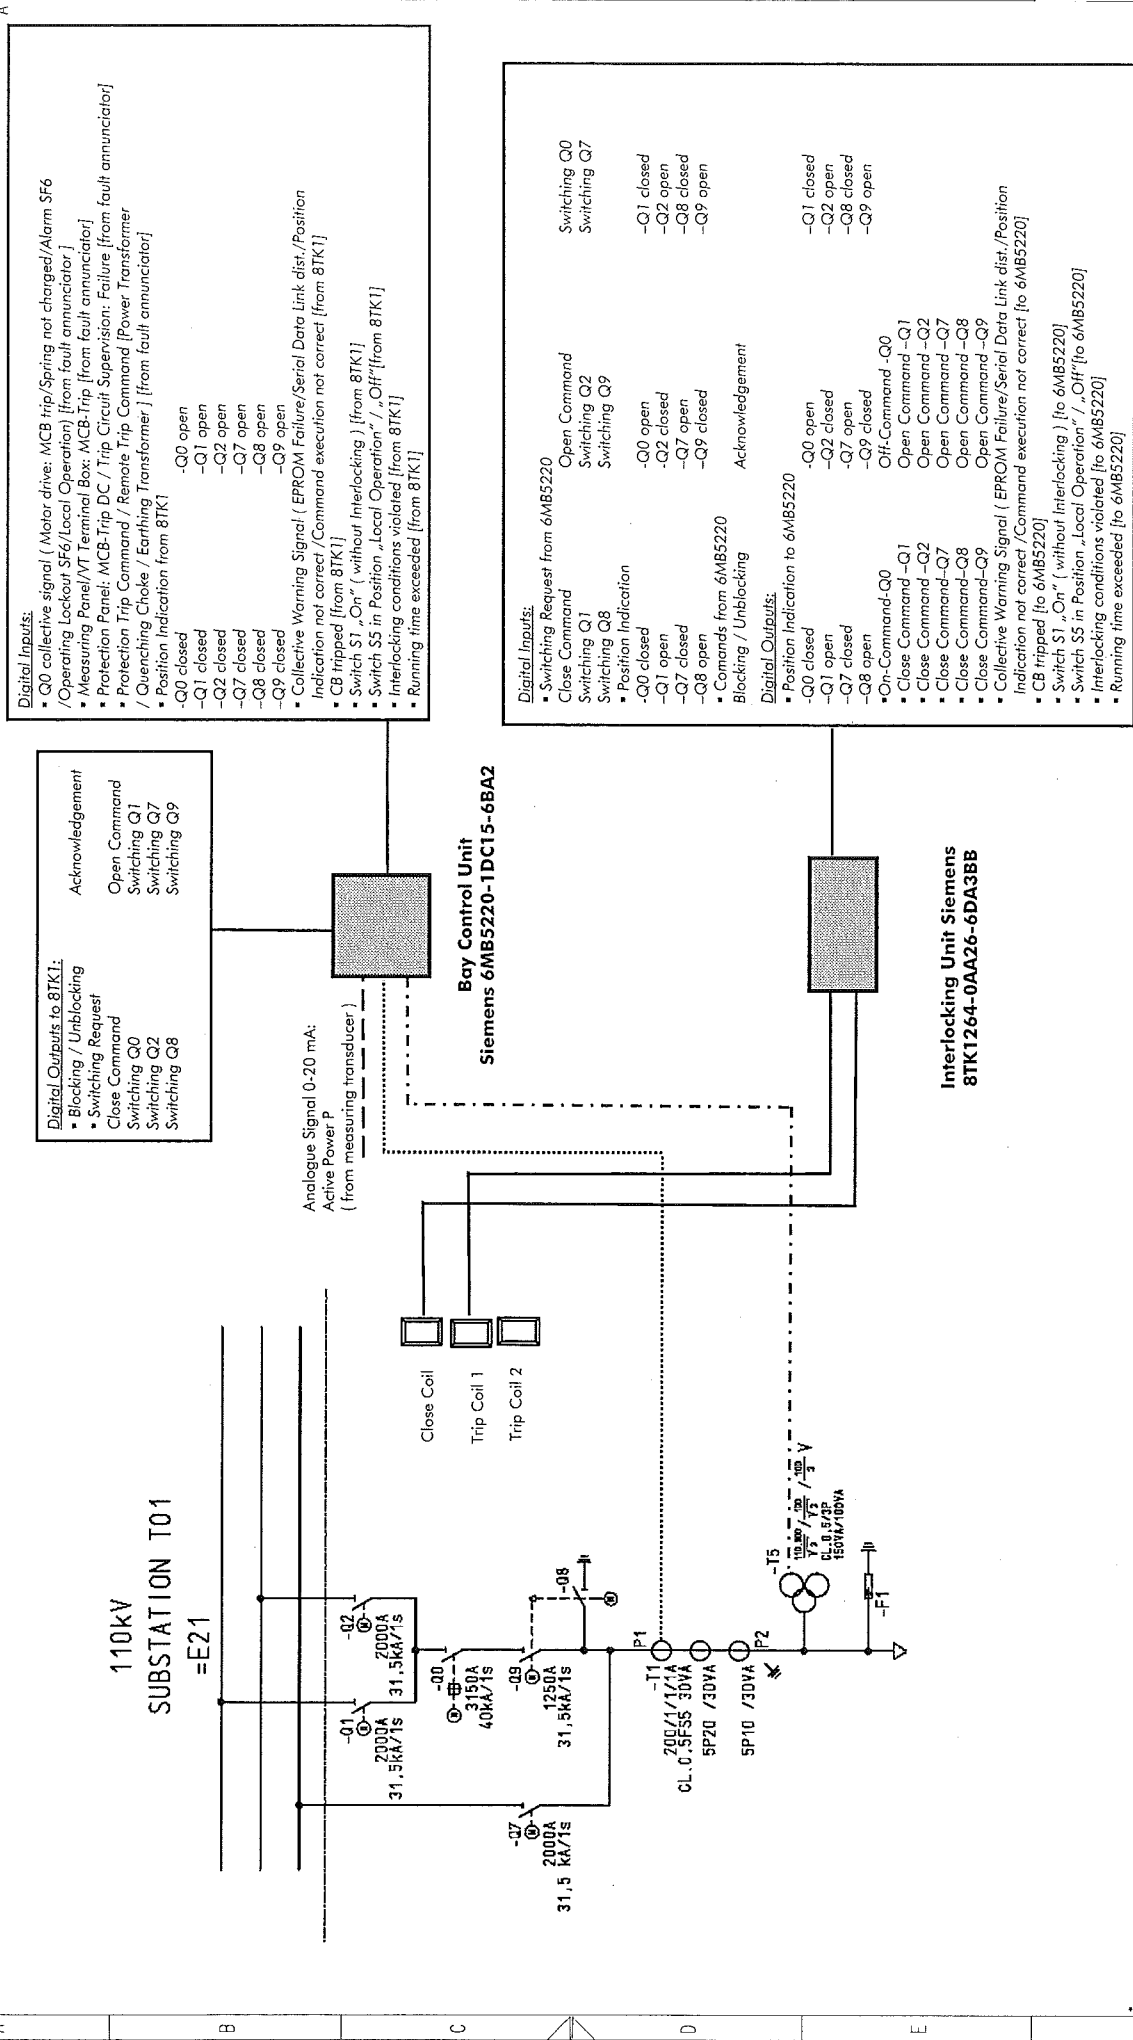 110kV
SUBSTATION T01
=E21
-Q1
2000A
31,5kA/1s
-Q2
2000A
31,5kA/1s
-Q0
3150A
40kA/1s
-Q7
2000A
31,5 kA/1s
-Q9
1250A
31,5kA/1s
-Q8
P1
-T1
200/1/1/1A
CL.0.5FS5 30VA
5P20 /30VA
5P10 /30VA
P2
-T5
110.000/√3 / 100/√3 / 100/3 V
CL.0,5/3P
150VA/100VA
-F1
Close Coil
Trip Coil 1
Trip Coil 2
Analogue Signal 0-20 mA:
Active Power P
( from measuring transducer )
Digital Outputs to 8TK1:
▪ Blocking / Unblocking Acknowledgement
▪ Switching Request
Close Command Open Command
Switching Q0 Switching Q1
Switching Q2 Switching Q7
Switching Q8 Switching Q9
Bay Control Unit
Siemens 6MB5220-1DC15-6BA2
Digital Inputs:
▪ Q0 collective signal ( Motor drive: MCB trip/Spring not charged/Alarm SF6
/Operating Lockout SF6/Local Operation) [from fault annunciator ]
▪ Measuring Panel/VT Terminal Box: MCB-Trip [from fault annunciator]
▪ Protection Panel: MCB-Trip DC / Trip Circuit Supervision: Failure [from fault annunciator]
▪ Protection Trip Command / Remote Trip Command [Power Transformer
/ Quenching Choke / Earthing Transformer ] [from fault annunciator]
▪ Position Indication from 8TK1
-Q0 closed -Q0 open
–Q1 closed –Q1 open
–Q2 closed –Q2 open
–Q7 closed –Q7 open
–Q8 closed –Q8 open
–Q9 closed –Q9 open
▪ Collective Warning Signal ( EPROM Failure/Serial Data Link dist./Position
Indication not correct /Command execution not correct [from 8TK1]
▪ CB tripped [from 8TK1]
▪ Switch S1 „On“ ( without Interlocking ) [from 8TK1]
▪ Switch S5 in Position „Local Operation“ / „Off“[from 8TK1]
▪ Interlocking conditions violated [from 8TK1]
▪ Running time exceeded [from 8TK1]
Interlocking Unit Siemens
8TK1264-0AA26-6DA3BB
Digital Inputs:
▪ Switching Request from 6MB5220
Close Command Open Command Switching Q0
Switching Q1 Switching Q2 Switching Q7
Switching Q8 Switching Q9
▪ Position Indication
-Q0 closed -Q0 open –Q1 closed
–Q1 open -Q2 closed –Q2 open
–Q7 closed –Q7 open –Q8 closed
–Q8 open –Q9 closed –Q9 open
▪ Comands from 6MB5220
Blocking / Unblocking Acknowledgement
Digital Outputs:
▪ Position Indication to 6MB5220
-Q0 closed -Q0 open –Q1 closed
–Q1 open –Q2 closed –Q2 open
–Q7 closed –Q7 open –Q8 closed
–Q8 open –Q9 closed –Q9 open
▪On-Command-Q0 Off-Command -Q0
▪ Close Command –Q1 Open Command –Q1
▪ Close Command –Q2 Open Command –Q2
▪ Close Command–Q7 Open Command –Q7
▪ Close Command–Q8 Open Command –Q8
▪ Close Command–Q9 Open Command –Q9
▪ Collective Warning Signal ( EPROM Failure/Serial Data Link dist./Position
Indication not correct /Command execution not correct [to 6MB5220]
▪ CB tripped [to 6MB5220]
▪ Switch S1 „On“ ( without Interlocking ) [to 6MB5220]
▪ Switch S5 in Position „Local Operation“ / „Off“[to 6MB5220]
▪ Interlocking conditions violated [to 6MB5220]
▪ Running time exceeded [to 6MB5220]
A
B
C
D
E